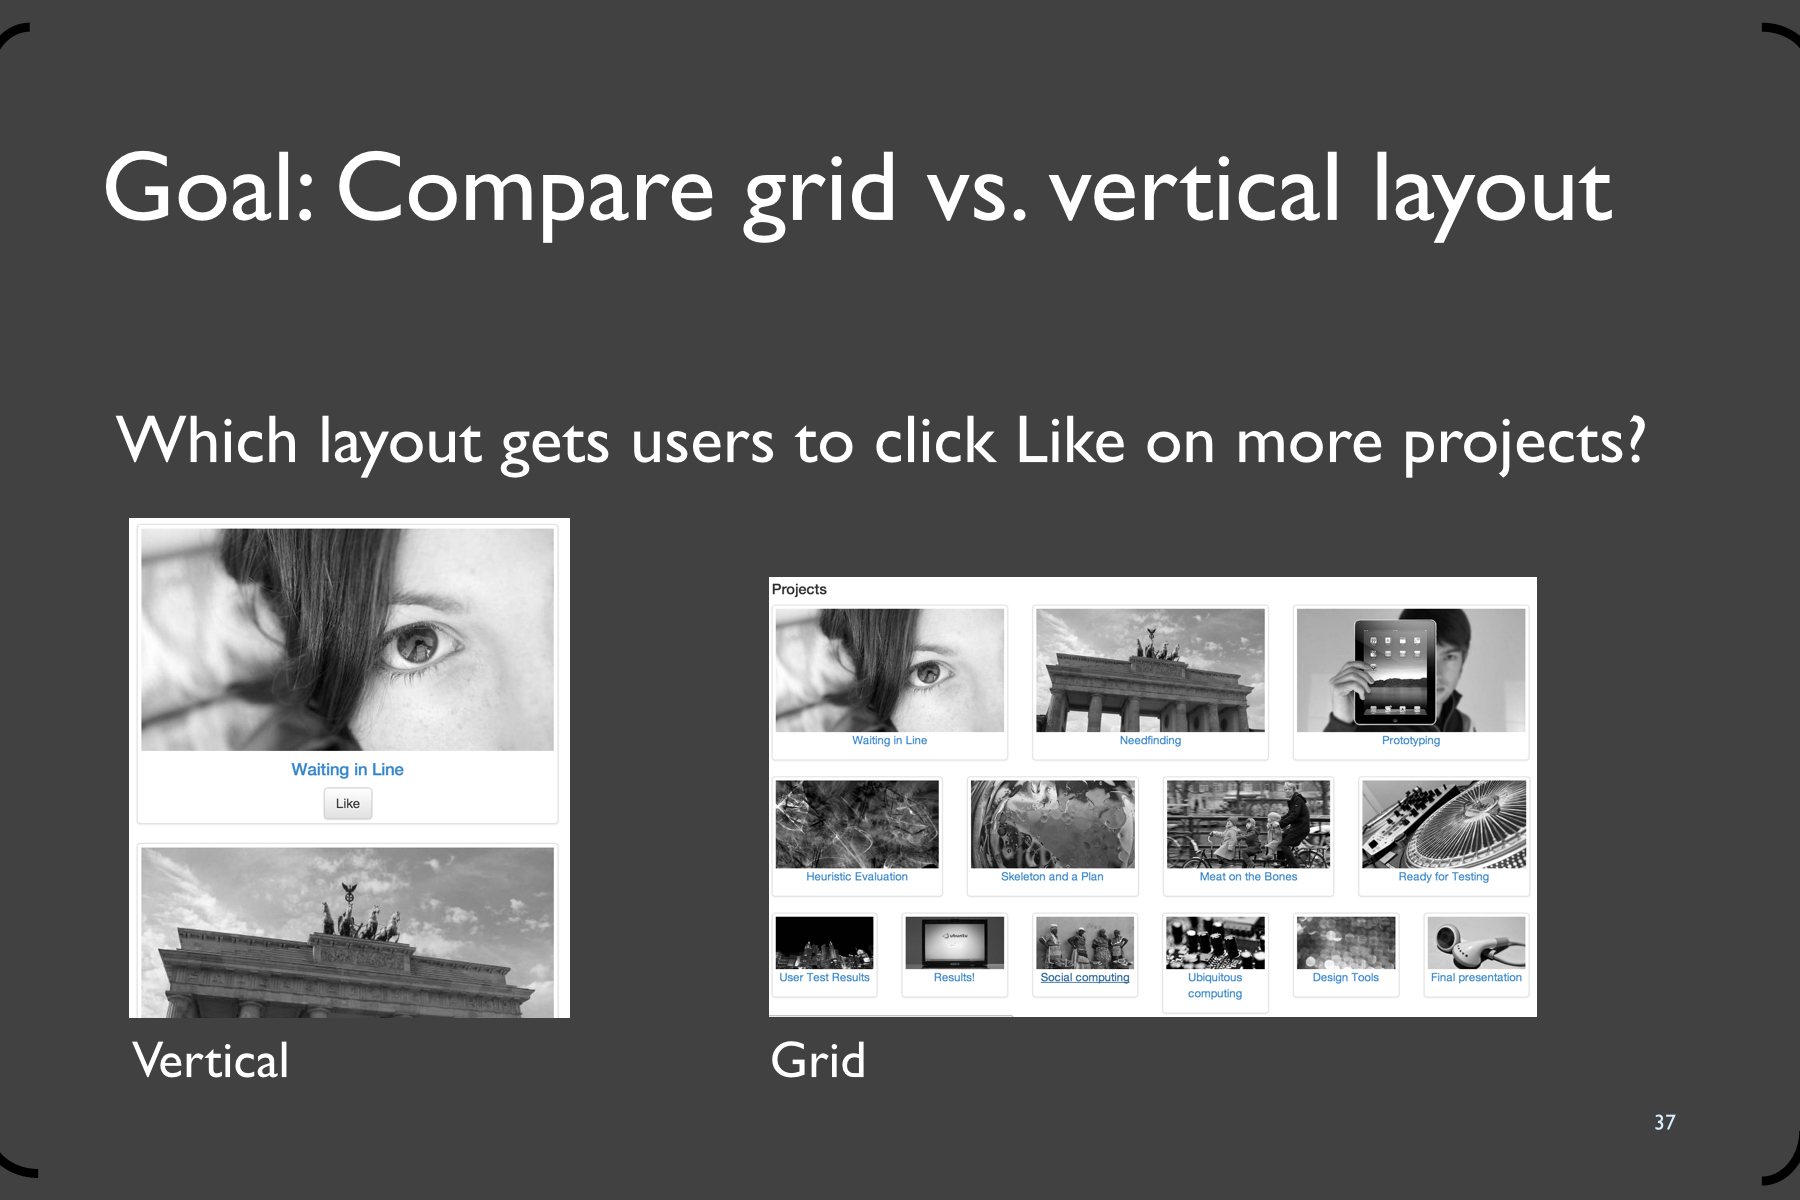 Goal: Compare grid vs. vertical layout
Which layout gets users to click Like on more projects?
Waiting in Line
Like
Vertical
Projects
Waiting in Line
Needfinding
Prototyping
Heuristic Evaluation
Skeleton and a Plan
Meat on the Bones
Ready for Testing
ubuntu
User Test Results
Results!
Social computing
Ubiquitous
computing
Design Tools
Final presentation
Grid
37